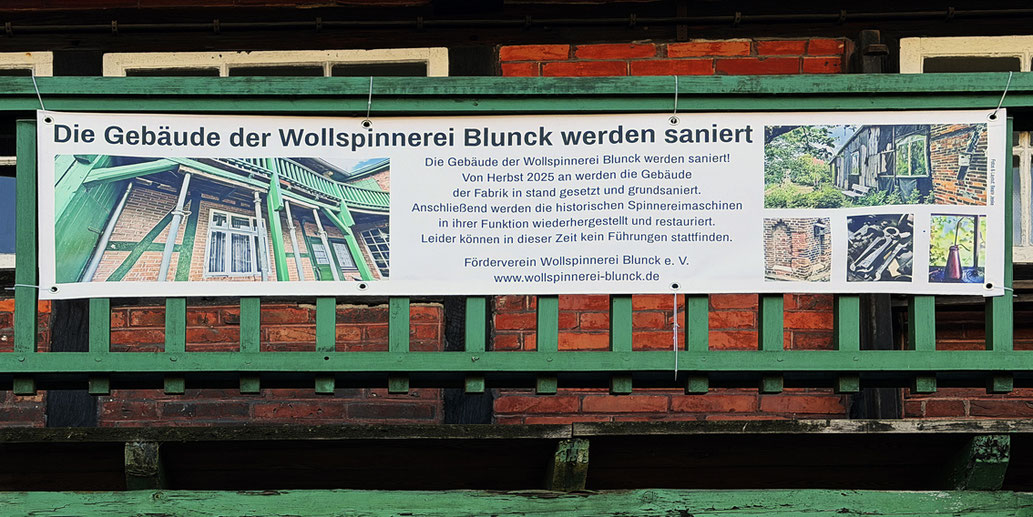 Die Gebäude der Wollspinnerei Blunck werden saniert
Die Gebäude der Wollspinnerei Blunck werden saniert!
Von Herbst 2025 an werden die Gebäude
der Fabrik in stand gesetzt und grundsaniert.
Anschließend werden die historischen Spinnereimaschinen
in ihrer Funktion wiederhergestellt und restauriert.
Leider können in dieser Zeit kein Führungen stattfinden.
Förderverein Wollspinnerei Blunck e. V.
www.wollspinnerei-blunck.de